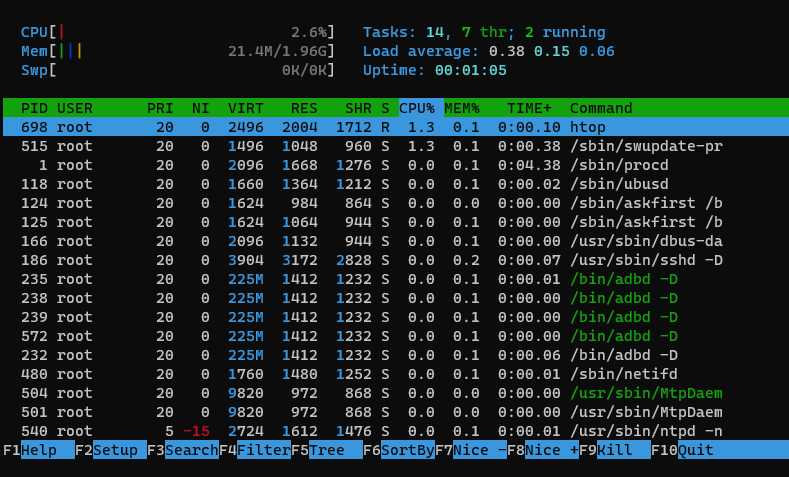 CPU[| 2.6%] Tasks: 14, 7 thr; 2 running
Mem[||| 21.4M/1.96G] Load average: 0.38 0.15 0.06
Swp[ 0K/0K] Uptime: 00:01:05
PID USER PRI NI VIRT RES SHR S CPU% MEM% TIME+ Command
698 root 20 0 2496 2004 1712 R 1.3 0.1 0:00.10 htop
515 root 20 0 1496 1048 960 S 1.3 0.1 0:00.38 /sbin/swupdate-pr
1 root 20 0 2096 1668 1276 S 0.0 0.1 0:04.38 /sbin/procd
118 root 20 0 1660 1364 1212 S 0.0 0.1 0:00.02 /sbin/ubusd
124 root 20 0 1624 984 864 S 0.0 0.0 0:00.00 /sbin/askfirst /b
125 root 20 0 1624 1064 944 S 0.0 0.1 0:00.00 /sbin/askfirst /b
166 root 20 0 2096 1132 944 S 0.0 0.1 0:00.00 /usr/sbin/dbus-da
186 root 20 0 3904 3172 2828 S 0.0 0.2 0:00.07 /usr/sbin/sshd -D
235 root 20 0 225M 1412 1232 S 0.0 0.1 0:00.01 /bin/adbd -D
238 root 20 0 225M 1412 1232 S 0.0 0.1 0:00.00 /bin/adbd -D
239 root 20 0 225M 1412 1232 S 0.0 0.1 0:00.00 /bin/adbd -D
572 root 20 0 225M 1412 1232 S 0.0 0.1 0:00.00 /bin/adbd -D
232 root 20 0 225M 1412 1232 S 0.0 0.1 0:00.06 /bin/adbd -D
480 root 20 0 1760 1480 1252 S 0.0 0.1 0:00.01 /sbin/netifd
504 root 20 0 9820 972 868 S 0.0 0.0 0:00.00 /usr/sbin/MtpDaem
501 root 20 0 9820 972 868 S 0.0 0.0 0:00.00 /usr/sbin/MtpDaem
540 root 5 -15 2724 1612 1476 S 0.0 0.1 0:00.01 /usr/sbin/ntpd -n
F1Help F2Setup F3SearchF4FilterF5Tree F6SortByF7Nice -F8Nice +F9Kill F10Quit